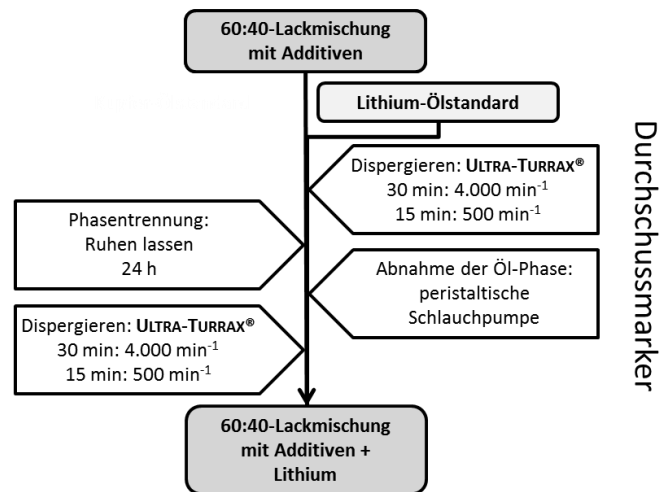 60:40-Lackmischung
mit Additiven
Lithium-Ölstandard
Dispergieren: ULTRA-TURRAX®
30 min: 4.000 min⁻¹
15 min: 500 min⁻¹
Phasentrennung:
Ruhen lassen
24 h
Abnahme der Öl-Phase:
peristaltische
Schlauchpumpe
Dispergieren: ULTRA-TURRAX®
30 min: 4.000 min⁻¹
15 min: 500 min⁻¹
60:40-Lackmischung
mit Additiven +
Lithium
Durchschussmarker